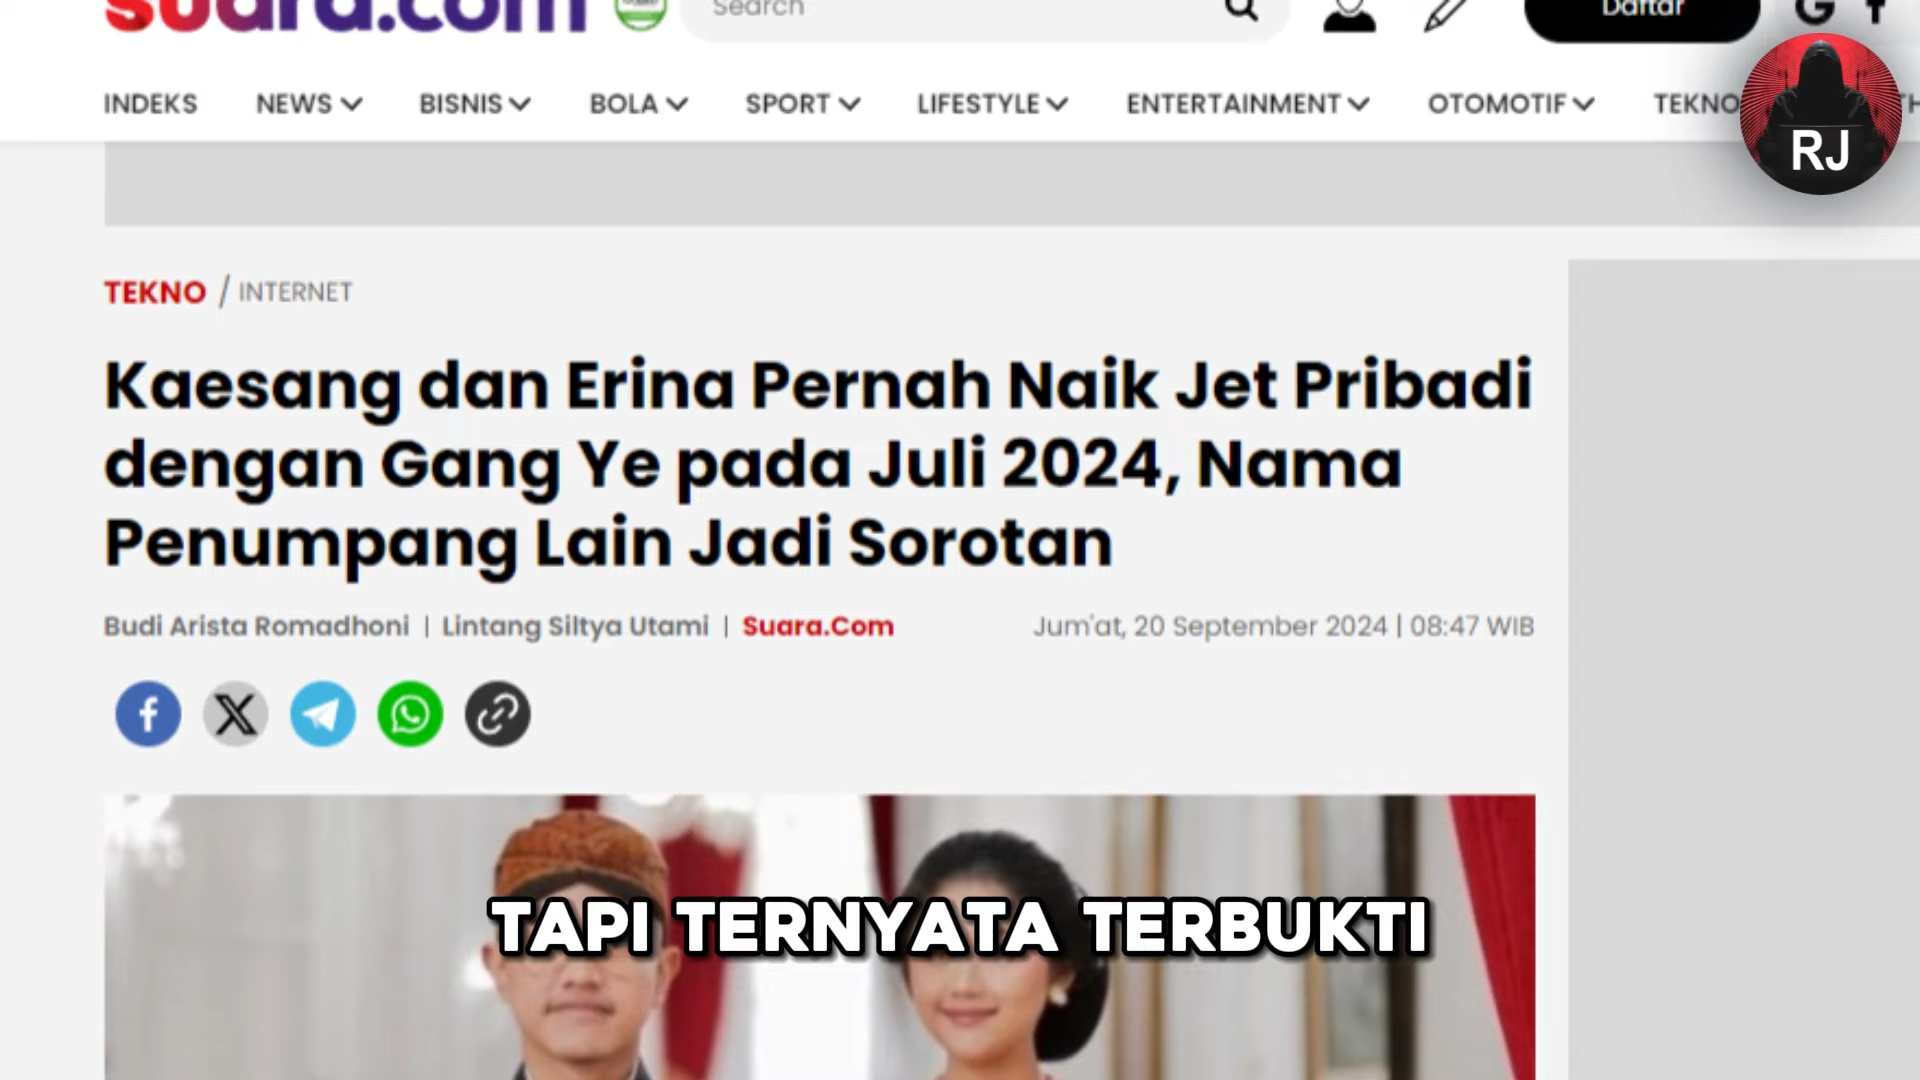 suara.com
Search
Daftar
INDEKS NEWS BISNIS BOLA SPORT LIFESTYLE ENTERTAINMENT OTOMOTIF TEKNO
RJ
TEKNO / INTERNET
Kaesang dan Erina Pernah Naik Jet Pribadi
dengan Gang Ye pada Juli 2024, Nama
Penumpang Lain Jadi Sorotan
Budi Arista Romadhoni | Lintang Siltya Utami | Suara.Com
Jum'at, 20 September 2024 | 08:47 WIB
TAPI TERNYATA TERBUKTI